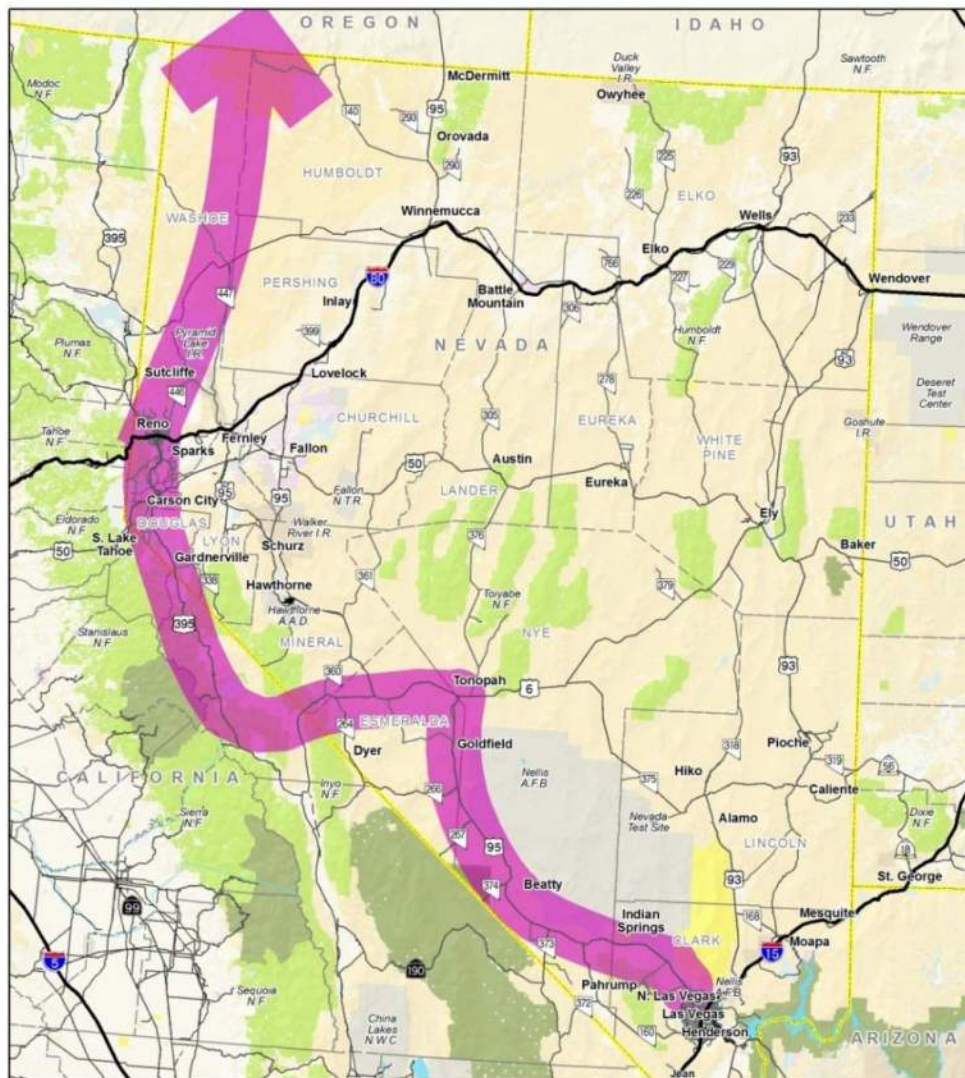 OREGON
IDAHO
Modoc
N.F.
McDermitt
Duck
Valley
I.R.
Owyhee
Sawtooth
N.F.
95
140
293
Orovada
290
225
226
93
HUMBOLDT
ELKO
WASHOE
395
Winnemucca
Wells
233
Elko
766
227
229
Wendover
PERSHING
80
447
Inlay
Battle
Mountain
306
399
Pyramid
Lake
I.R.
NEVADA
Humboldt
N.F.
Wendover
Range
Plumas
N.F.
Sutcliffe
Lovelock
93
Deseret
Test
Center
446
278
305
CHURCHILL
EUREKA
Reno
Tahoe
N.F.
Sparks
Fernley
Fallon
WHITE
PINE
Goshute
I.R.
50
Austin
Eureka
95
95
Fallon
N.T.R.
LANDER
Carson City
Eldorado
N.F.
DOUGLAS
Walker
River I.R.
Ely
UTAH
50
S. Lake
Tahoe
LYON
Schurz
376
Baker
50
Gardnerville
338
Hawthorne
361
379
Hawthorne
A.A.D.
Toiyabe
N.F.
395
Stanislaus
N.F.
MINERAL
NYE
93
360
Tonopah
6
264
ESMERALDA
Goldfield
318
Pioche
Dyer
319
56
CALIFORNIA
Inyo
N.F.
266
Nellis
A.F.B
375
Hiko
Caliente
Sierra
N.F.
Nevada
Test Site
Alamo
Dixie
N.F.
267
95
LINCOLN
18
374
Beatty
93
St. George
99
Indian
Springs
168
Mesquite
CLARK
Moapa
5
373
15
190
Pahrump
Nellis
A.F.B
Sequoia
N.F.
372
N. Las Vegas
Las Vegas
China
Lakes
NWC
160
Henderson
ARIZONA
Jean